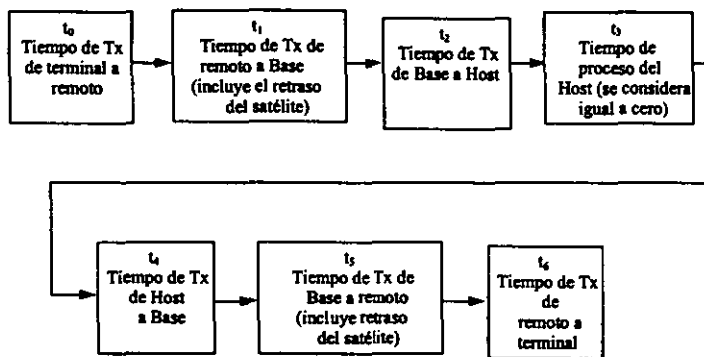 t₀
Tiempo de Tx
de terminal a
remoto
t₁
Tiempo de Tx de
remoto a Base
(incluye el retraso
del satélite)
t₂
Tiempo de Tx
de Base a Host
t₃
Tiempo de
proceso del
Host (se considera
igual a cero)
t₄
Tiempo de Tx
de Host
a Base
t₅
Tiempo de Tx de
Base a remoto
(incluye retraso
del satélite)
t₆
Tiempo de Tx
de
remoto a
terminal